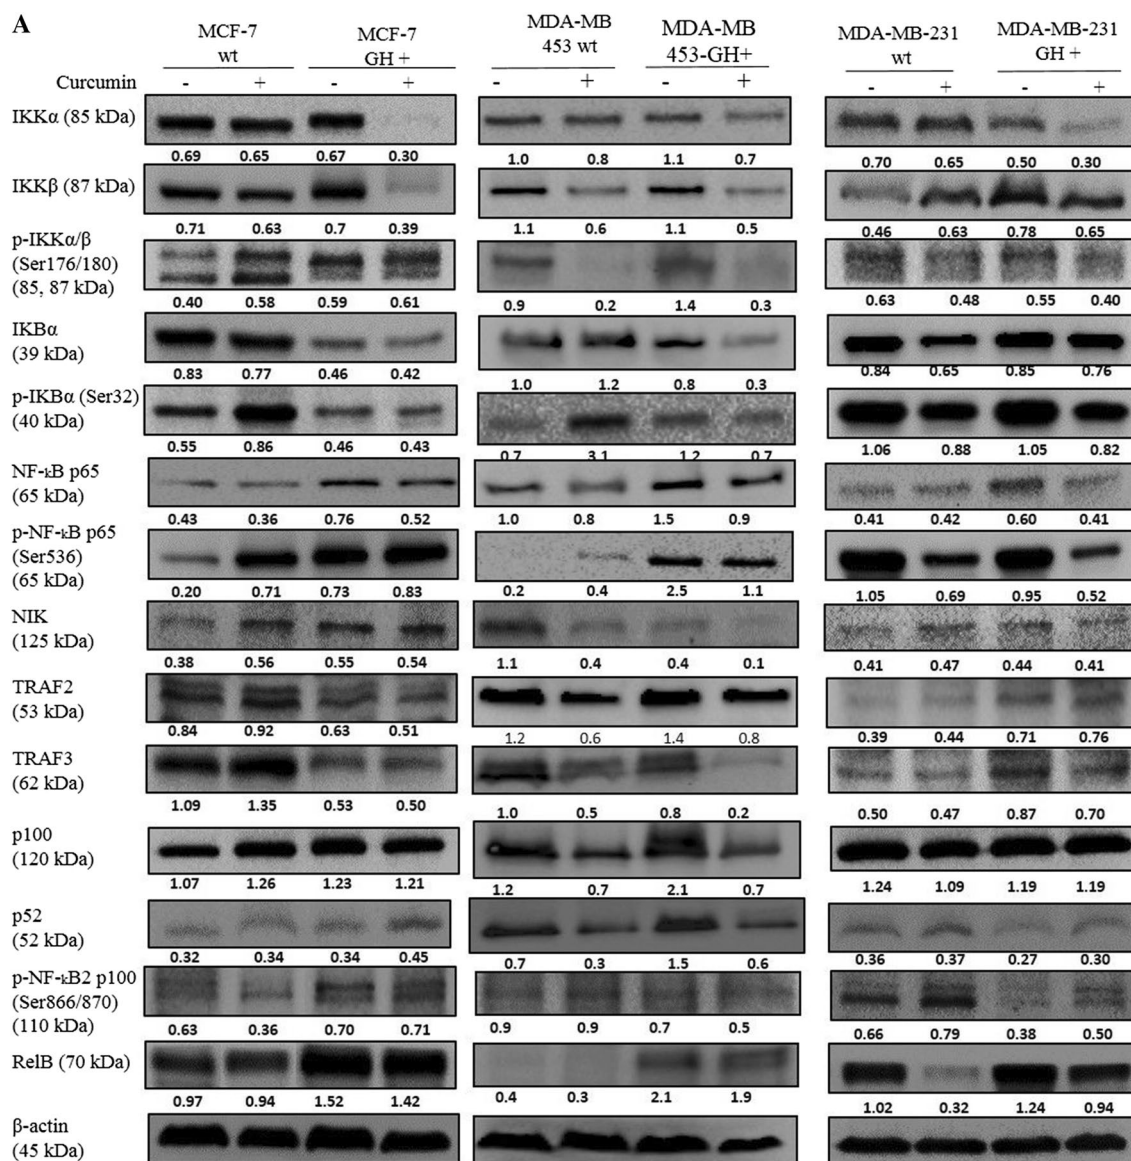 A
MCF-7
wt
MCF-7
GH +
MDA-MB
453 wt
MDA-MB
453-GH+
MDA-MB-231
wt
MDA-MB-231
GH +
Curcumin - + - + - + - + - + - +
IKKα (85 kDa)
0.69 0.65 0.67 0.30 1.0 0.8 1.1 0.7 0.70 0.65 0.50 0.30
IKKβ (87 kDa)
0.71 0.63 0.7 0.39 1.1 0.6 1.1 0.5 0.46 0.63 0.78 0.65
p-IKKα/β
(Ser176/180)
(85, 87 kDa)
0.40 0.58 0.59 0.61 0.9 0.2 1.4 0.3 0.63 0.48 0.55 0.40
IKBα
(39 kDa)
0.83 0.77 0.46 0.42 1.0 1.2 0.8 0.3 0.84 0.65 0.85 0.76
p-IKBα (Ser32)
(40 kDa)
0.55 0.86 0.46 0.43 0.7 3.1 1.2 0.7 1.06 0.88 1.05 0.82
NF-kB p65
(65 kDa)
0.43 0.36 0.76 0.52 1.0 0.8 1.5 0.9 0.41 0.42 0.60 0.41
p-NF-kB p65
(Ser536)
(65 kDa)
0.20 0.71 0.73 0.83 0.2 0.4 2.5 1.1 1.05 0.69 0.95 0.52
NIK
(125 kDa)
0.38 0.56 0.55 0.54 1.1 0.4 0.4 0.1 0.41 0.47 0.44 0.41
TRAF2
(53 kDa)
0.84 0.92 0.63 0.51 1.2 0.6 1.4 0.8 0.39 0.44 0.71 0.76
TRAF3
(62 kDa)
1.09 1.35 0.53 0.50 1.0 0.5 0.8 0.2 0.50 0.47 0.87 0.70
p100
(120 kDa)
1.07 1.26 1.23 1.21 1.2 0.7 2.1 0.7 1.24 1.09 1.19 1.19
p52
(52 kDa)
0.32 0.34 0.34 0.45 0.7 0.3 1.5 0.6 0.36 0.37 0.27 0.30
p-NF-kB2 p100
(Ser866/870)
(110 kDa)
0.63 0.36 0.70 0.71 0.9 0.9 0.7 0.5 0.66 0.79 0.38 0.50
RelB (70 kDa)
0.97 0.94 1.52 1.42 0.4 0.3 2.1 1.9 1.02 0.32 1.24 0.94
β-actin
(45 kDa)